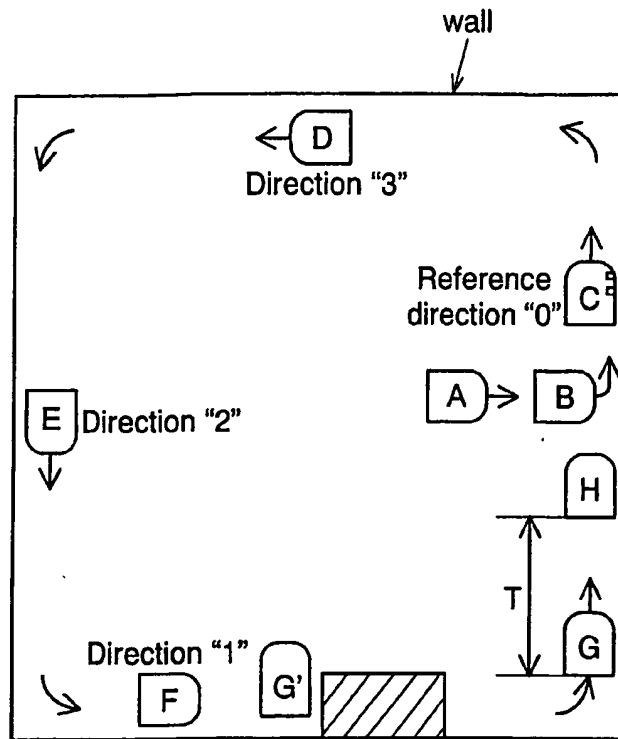 wall
D
Direction “3”
Reference
direction “0”
C
A
B
E
Direction “2”
H
T
Direction “1”
G
F
G'